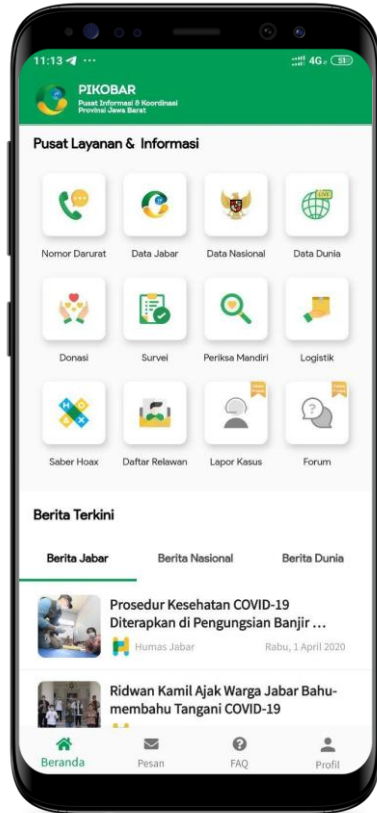 11:13
4G
51
PIKOBAR
Pusat Informasi & Koordinasi
Provinsi Jawa Barat
Pusat Layanan & Informasi
Nomor Darurat
Data Jabar
Data Nasional
LIVE
Data Dunia
Donasi
Survei
Periksa Mandiri
Logistik
HOAX
Saber Hoax
Daftar Relawan
Lapor Kasus
Forum
Berita Terkini
Berita Jabar
Berita Nasional
Berita Dunia
Prosedur Kesehatan COVID-19
Diterapkan di Pengungsian Banjir ...
Humas Jabar
Rabu, 1 April 2020
Ridwan Kamil Ajak Warga Jabar Bahu-
membahu Tangani COVID-19
Beranda
Pesan
FAQ
Profil